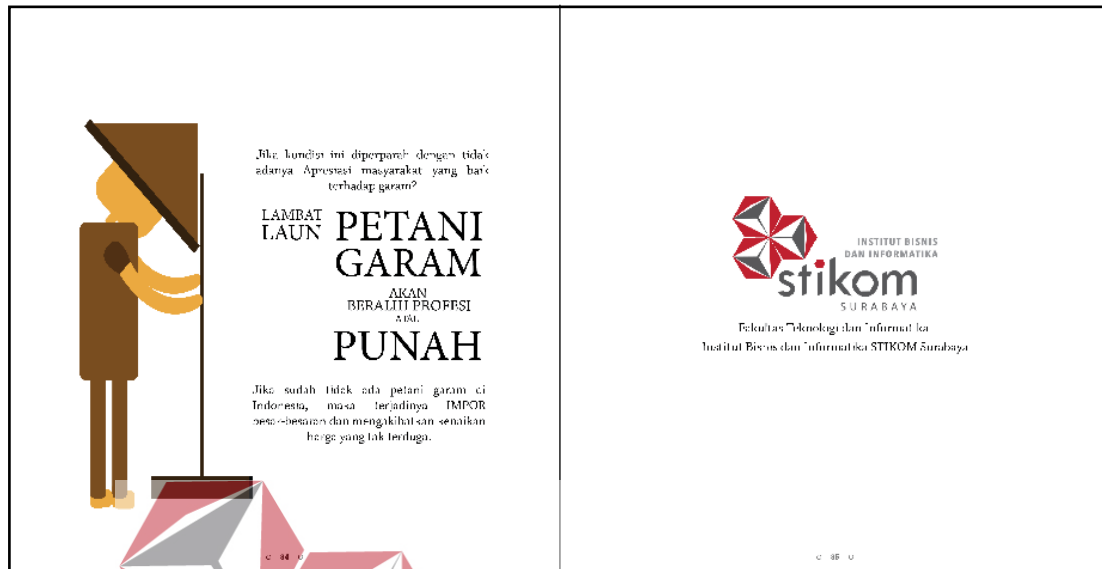 Jika kondisi ini diperparah dengan tidak
adanya Apresiasi masyarakat yang baik
terhadap garam?
LAMBAT
LAUN
PETANI
GARAM
AKAN
BERALIH PROFESI
ATAU
PUNAH
Jika sudah tidak ada petani garam di
Indonesia, maka terjadinya IMPOR
besar-besaran dan mengakibatkan kenaikan
harga yang tak terduga.
84
INSTITUT BISNIS
DAN INFORMATIKA
stikom
SURABAYA
Fakultas Teknologi dan Informatika
Institut Bisnis dan Informatika STIKOM Surabaya
85